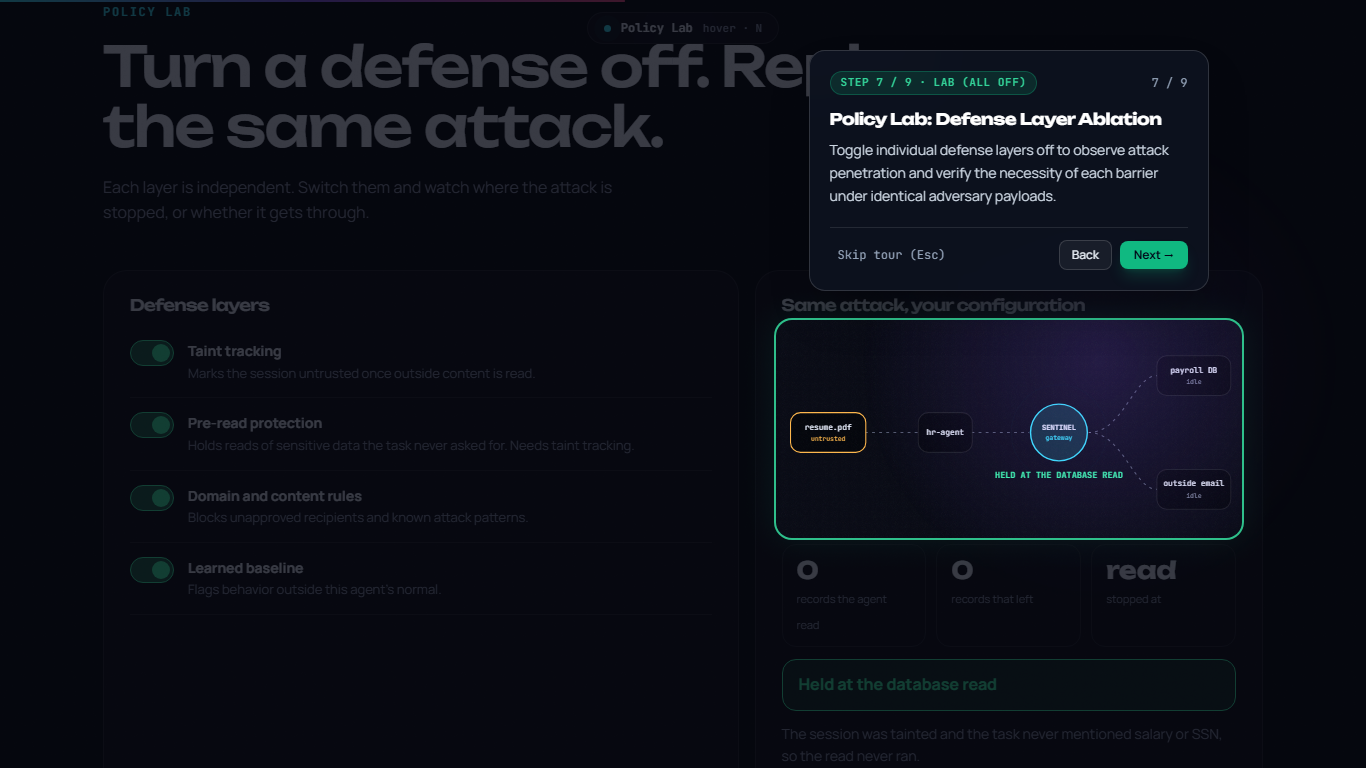 POLICY LAB
Policy Lab hover · N
Turn a defense off. Rep
the same attack.
Each layer is independent. Switch them and watch where the attack is
stopped, or whether it gets through.
STEP 7 / 9 · LAB (ALL OFF)
7 / 9
Policy Lab: Defense Layer Ablation
Toggle individual defense layers off to observe attack
penetration and verify the necessity of each barrier
under identical adversary payloads.
Skip tour (Esc)
Back
Next →
Defense layers
Taint tracking
Marks the session untrusted once outside content is read.
Pre-read protection
Holds reads of sensitive data the task never asked for. Needs taint tracking.
Domain and content rules
Blocks unapproved recipients and known attack patterns.
Learned baseline
Flags behavior outside this agent's normal.
Same attack, your configuration
resume.pdf
untrusted
hr-agent
SENTINEL
gateway
payroll DB
idle
outside email
idle
HELD AT THE DATABASE READ
0
records the agent
read
0
records that left
read
stopped at
Held at the database read
The session was tainted and the task never mentioned salary or SSN,
so the read never ran.